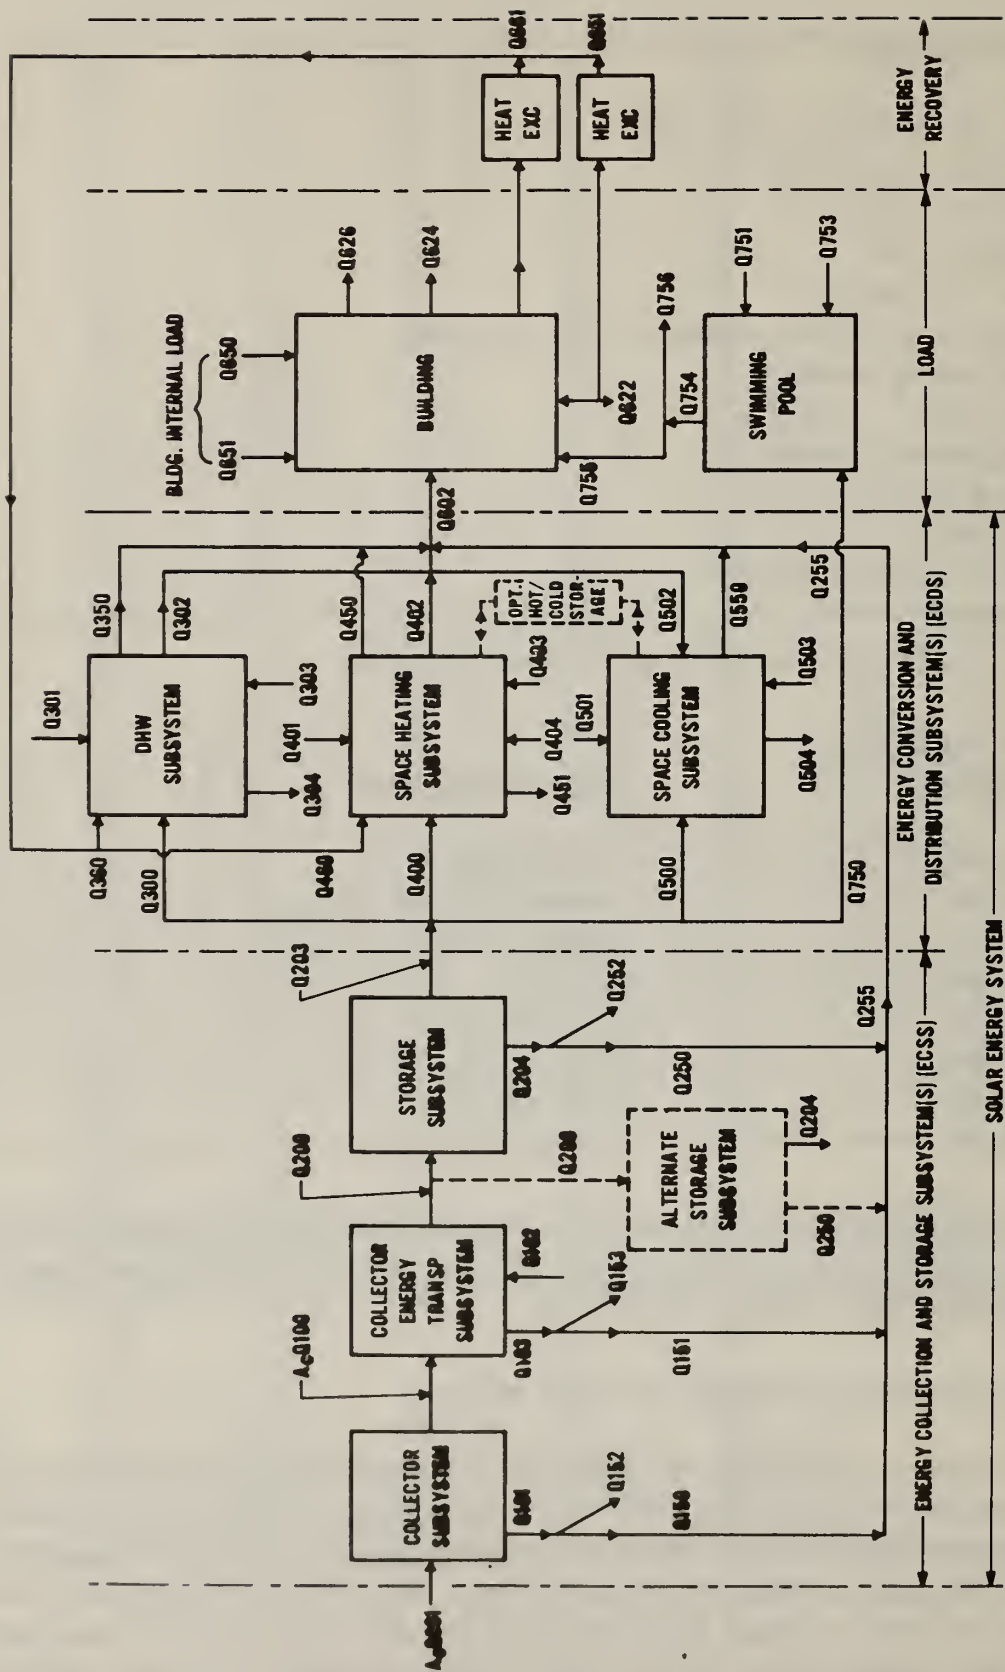 Q301
Q350
Q302
DHW
SUBSYSTEM
Q303
Q304
Q360
Q300
Q401
Q450
Q402
SPACE HEATING
SUBSYSTEM
Q403
Q404
Q451
Q460
Q400
OPT.
HOT/
COLD
STOR-
AGE
Q501
Q502
Q550
SPACE COOLING
SUBSYSTEM
Q503
Q504
Q500
Q750
Q255
BLDG. INTERNAL LOAD
Q651
Q650
Q602
BUILDING
Q626
Q624
Q622
Q755
Q754
Q756
SWIMMING
POOL
Q751
Q753
HEAT
EXC
HEAT
EXC
Q661
COLLECTOR
SUBSYSTEM
Q152
Q150
COLLECTOR
ENERGY
TRANSP
SUBSYSTEM
Q102
Q103
Q153
Q151
Q200
STORAGE
SUBSYSTEM
Q203
Q204
Q252
Q250
Q200
ALTERNATE
STORAGE
SUBSYSTEM
Q204
Q250
Q255
ENERGY COLLECTION AND STORAGE SUBSYSTEM(S) (ECSS)
ENERGY CONVERSION AND
DISTRIBUTION SUBSYSTEM(S) (ECDS)
LOAD
ENERGY
RECOVERY
SOLAR ENERGY SYSTEM